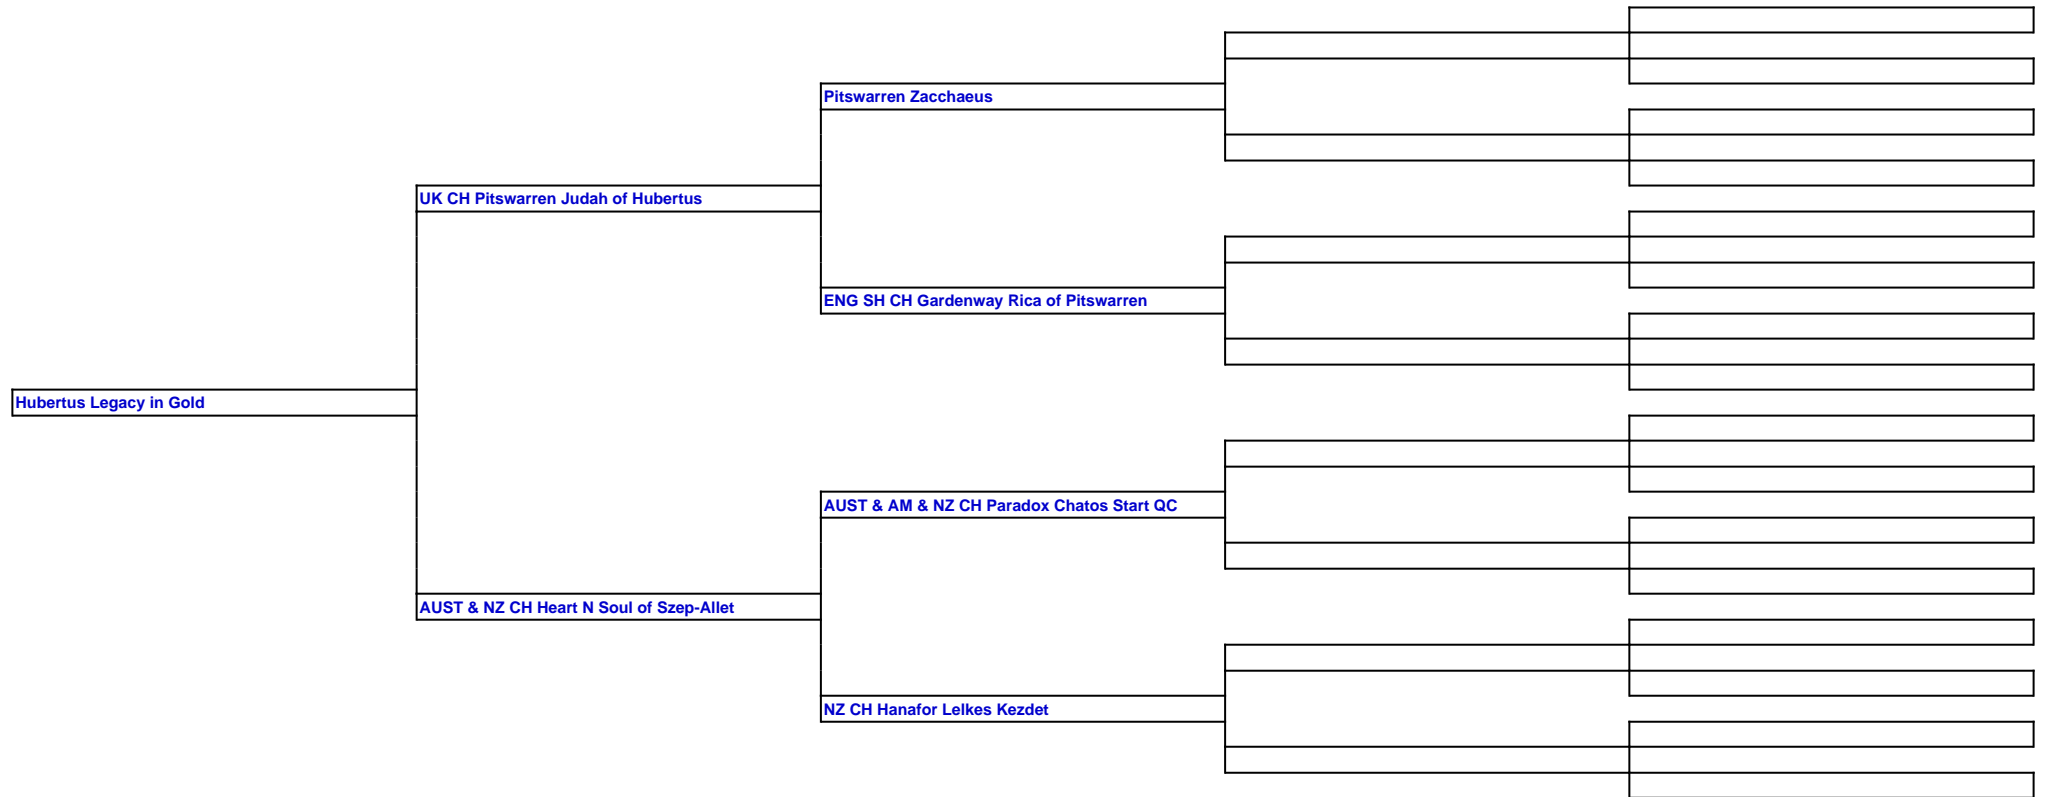 Pitswarren Zacchaeus
UK CH Pitswarren Judah of Hubertus
ENG SH CH Gardenway Rica of Pitswarren
Hubertus Legacy in Gold
AUST & AM & NZ CH Paradox Chatos Start QC
AUST & NZ CH Heart N Soul of Szep-Allet
NZ CH Hanafor Lelkes Kezdet